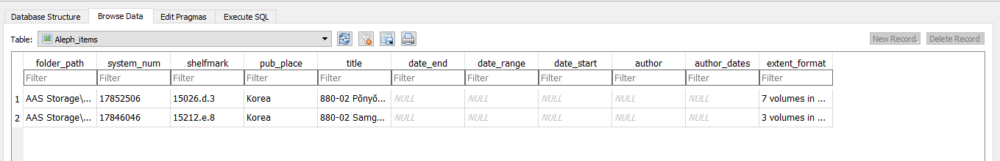 Database Structure Browse Data Edit Pragmas Execute SQL
Table: Aleph_items New Record Delete Record
folder_path system_num shelfmark pub_place title date_end date_range date_start author author_dates extent_format
Filter Filter Filter Filter Filter Filter Filter Filter Filter Filter Filter
1 AAS Storage\... 17852506 15026.d.3 Korea 880-02 Pŏnyŏ... NULL NULL NULL NULL NULL 7 volumes in ...
2 AAS Storage\... 17846046 15212.e.8 Korea 880-02 Samg... NULL NULL NULL NULL NULL 3 volumes in ...